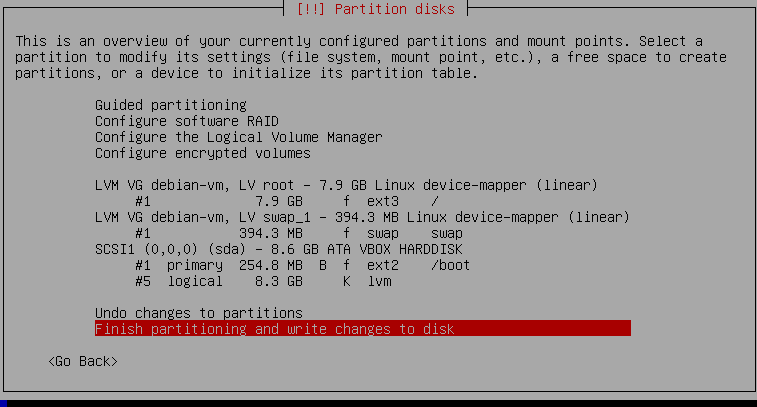 [!!] Partition disks
This is an overview of your currently configured partitions and mount points. Select a
partition to modify its settings (file system, mount point, etc.), a free space to create
partitions, or a device to initialize its partition table.
Guided partitioning
Configure software RAID
Configure the Logical Volume Manager
Configure encrypted volumes
LVM VG debian-vm, LV root - 7.9 GB Linux device-mapper (linear)
#1 7.9 GB f ext3 /
LVM VG debian-vm, LV swap_1 - 394.3 MB Linux device-mapper (linear)
#1 394.3 MB f swap swap
SCSI1 (0,0,0) (sda) - 8.6 GB ATA VBOX HARDDISK
#1 primary 254.8 MB B f ext2 /boot
#5 logical 8.3 GB K lvm
Undo changes to partitions
Finish partitioning and write changes to disk
<Go Back>